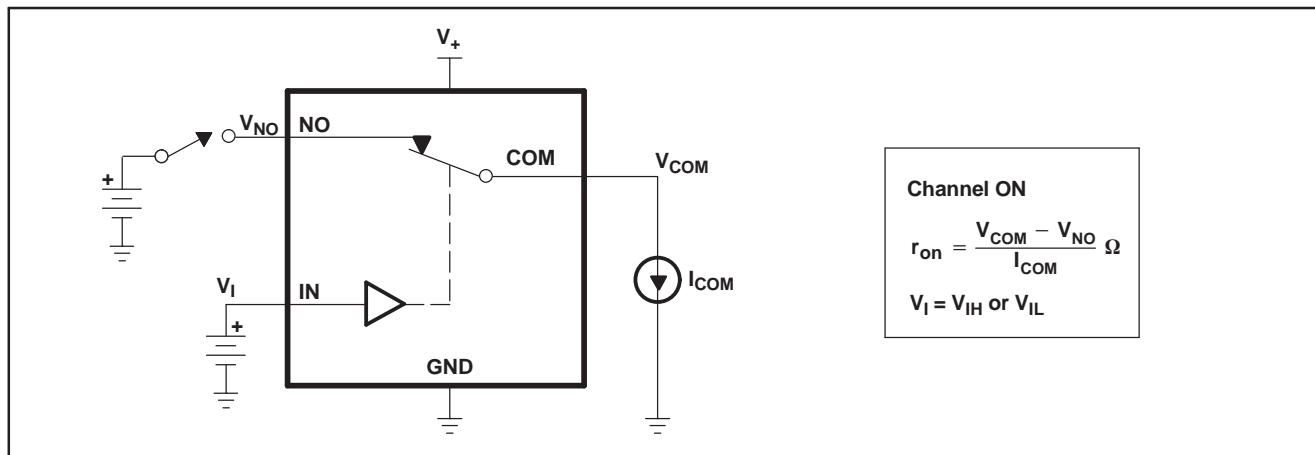 V+
VNO NO
COM
VCOM
+
VI IN
ICOM
+
GND
Channel ON
ron = VCOM − VNO / ICOM Ω
VI = VIH or VIL